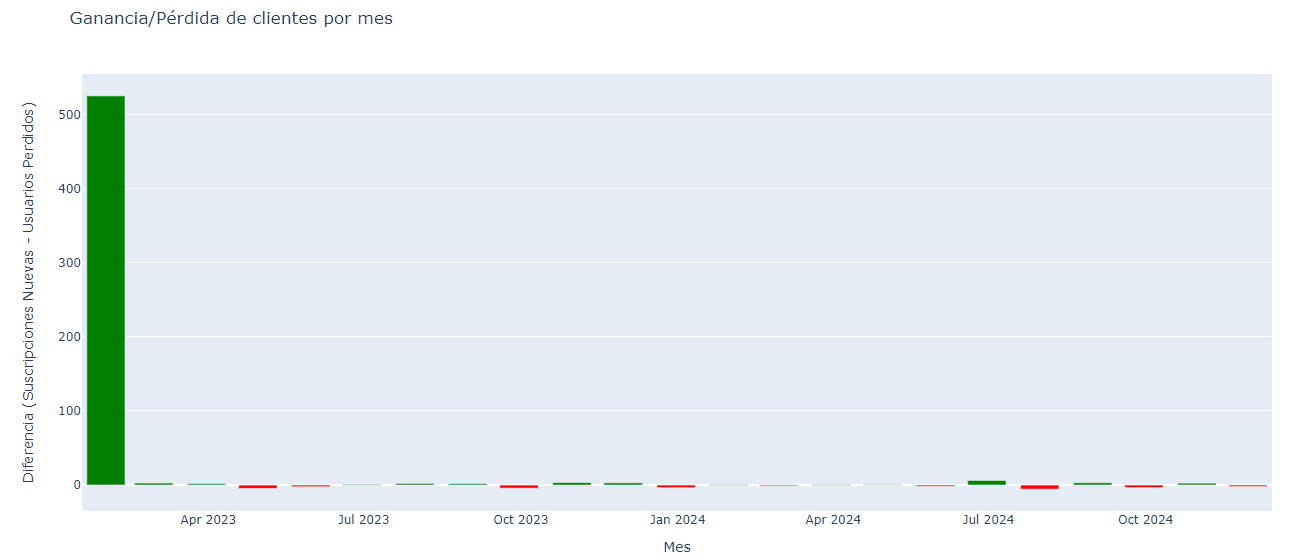 Ganancia/Pérdida de clientes por mes
Diferencia (Suscripciones Nuevas - Usuarios Perdidos)
500
400
300
200
100
0
Apr 2023
Jul 2023
Oct 2023
Jan 2024
Apr 2024
Jul 2024
Oct 2024
Mes